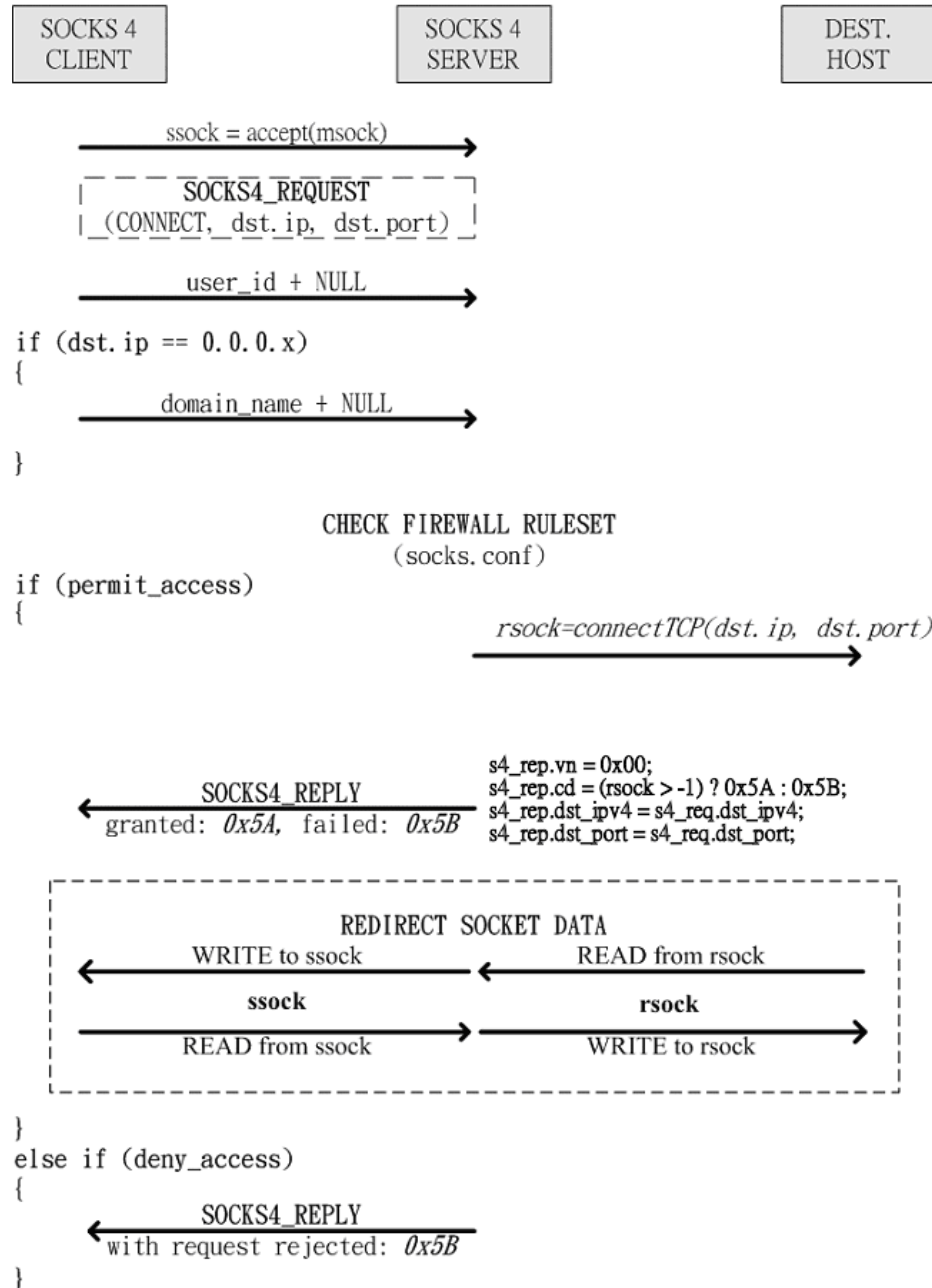 SOCKS 4
CLIENT
SOCKS 4
SERVER
DEST.
HOST
ssock = accept(msock)
SOCKS4_REQUEST
(CONNECT, dst.ip, dst.port)
user_id + NULL
if (dst.ip == 0.0.0.x)
{
domain_name + NULL
}
CHECK FIREWALL RULESET
(socks.conf)
if (permit_access)
{
rsock=connectTCP(dst.ip, dst.port)
s4_rep.vn = 0x00;
s4_rep.cd = (rsock > -1) ? 0x5A : 0x5B;
s4_rep.dst_ipv4 = s4_req.dst_ipv4;
s4_rep.dst_port = s4_req.dst_port;
SOCKS4_REPLY
granted: 0x5A, failed: 0x5B
REDIRECT SOCKET DATA
WRITE to ssock
READ from rsock
ssock
rsock
READ from ssock
WRITE to rsock
}
else if (deny_access)
{
SOCKS4_REPLY
with request rejected: 0x5B
}